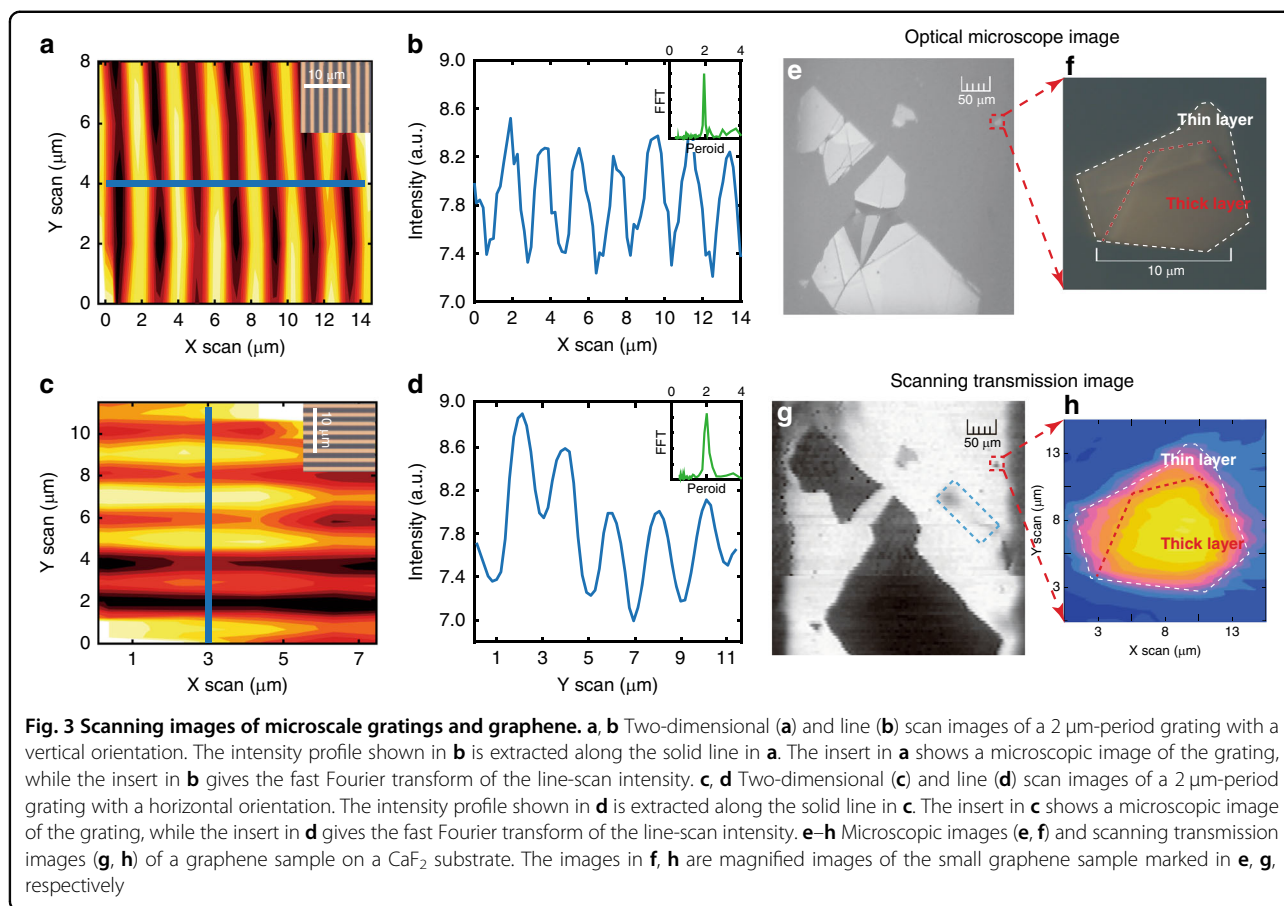 a
8
6
4
2
0
Y scan (μm)
10 μm
0 2 4 6 8 10 12 14
X scan (μm)
b
9.0
8.6
8.2
7.8
7.4
7.0
Intensity (a.u.)
0 2 4
FFT
Peroid
0 2 4 6 8 10 12 14
X scan (μm)
Optical microscope image
e
50 μm
f
Thin layer
Thick layer
10 μm
c
10
8
6
4
2
0
Y scan (μm)
10 μm
1 3 5 7
X scan (μm)
d
9.0
8.6
8.2
7.8
7.4
7.0
Intensity (a.u.)
0 2 4
FFT
Peroid
1 3 5 7 9 11
Y scan (μm)
Scanning transmission image
g
50 μm
h
13
8
3
Y scan (μm)
Thin layer
Thick layer
3 8 13
X scan (μm)
Fig. 3 Scanning images of microscale gratings and graphene. a, b Two-dimensional (a) and line (b) scan images of a 2 μm-period grating with a
vertical orientation. The intensity profile shown in b is extracted along the solid line in a. The insert in a shows a microscopic image of the grating,
while the insert in b gives the fast Fourier transform of the line-scan intensity. c, d Two-dimensional (c) and line (d) scan images of a 2 μm-period
grating with a horizontal orientation. The intensity profile shown in d is extracted along the solid line in c. The insert in c shows a microscopic image
of the grating, while the insert in d gives the fast Fourier transform of the line-scan intensity. e–h Microscopic images (e, f) and scanning transmission
images (g, h) of a graphene sample on a CaF₂ substrate. The images in f, h are magnified images of the small graphene sample marked in e, g,
respectively